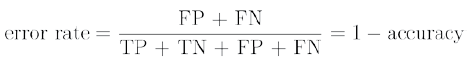 error rate = (FP + FN) / (TP + TN + FP + FN) = 1 − accuracy